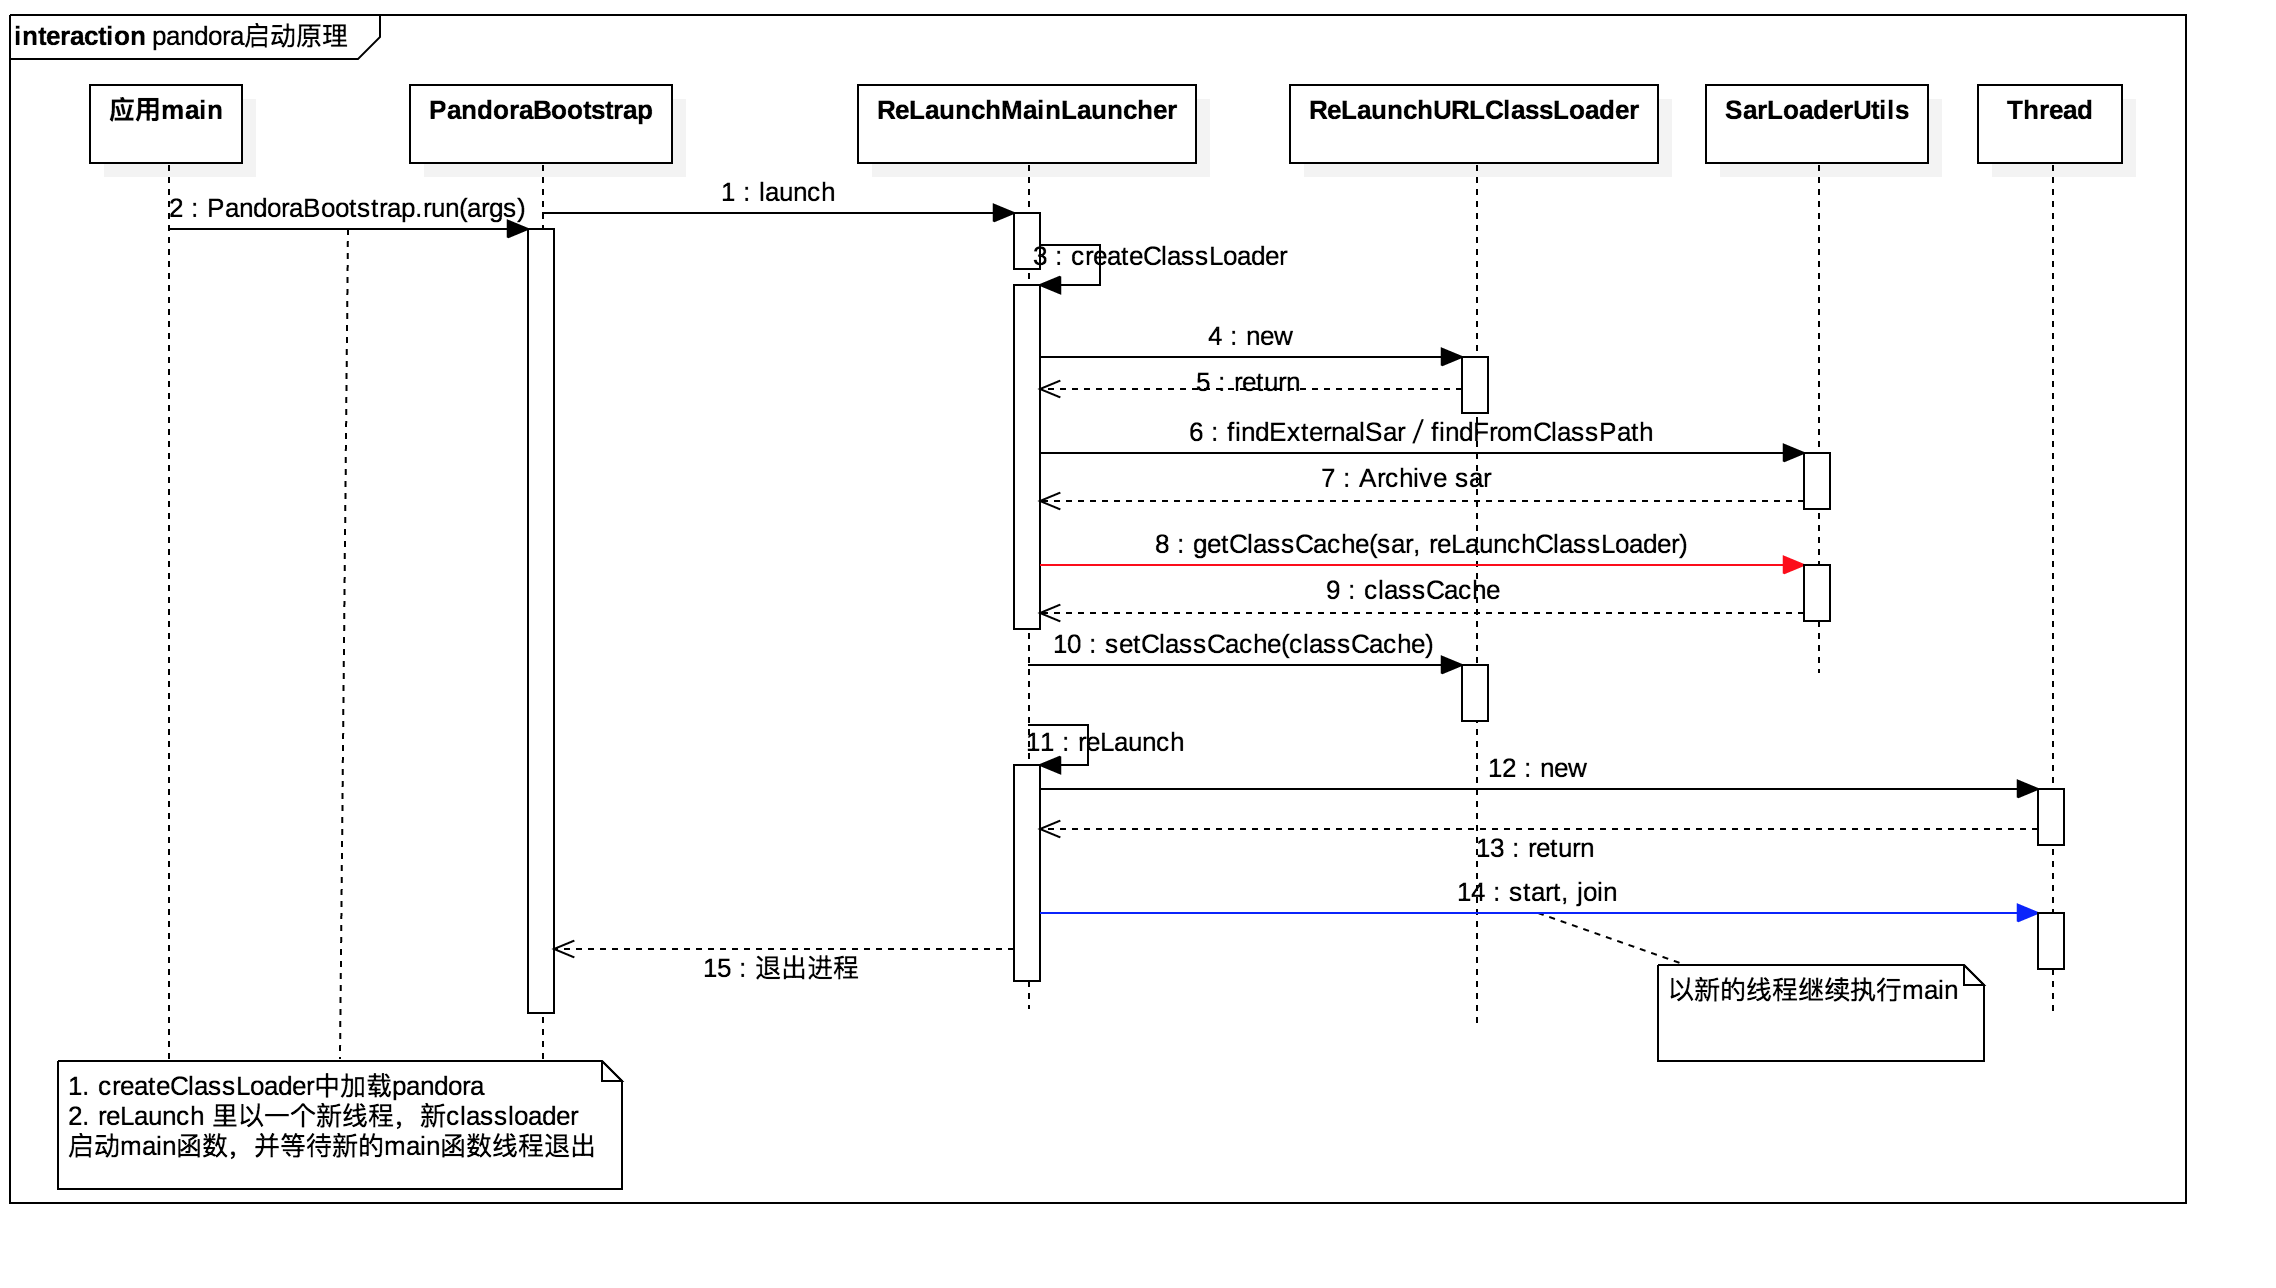 interaction pandora启动原理
应用main
PandoraBootstrap
ReLaunchMainLauncher
ReLaunchURLClassLoader
SarLoaderUtils
Thread
1 : launch
2 : PandoraBootstrap.run(args)
3 : createClassLoader
4 : new
5 : return
6 : findExternalSar / findFromClassPath
7 : Archive sar
8 : getClassCache(sar, reLaunchClassLoader)
9 : classCache
10 : setClassCache(classCache)
11 : reLaunch
12 : new
13 : return
14 : start, join
15 : 退出进程
以新的线程继续执行main
1. createClassLoader中加载pandora
2. reLaunch 里以一个新线程，新classloader
启动main函数，并等待新的main函数线程退出